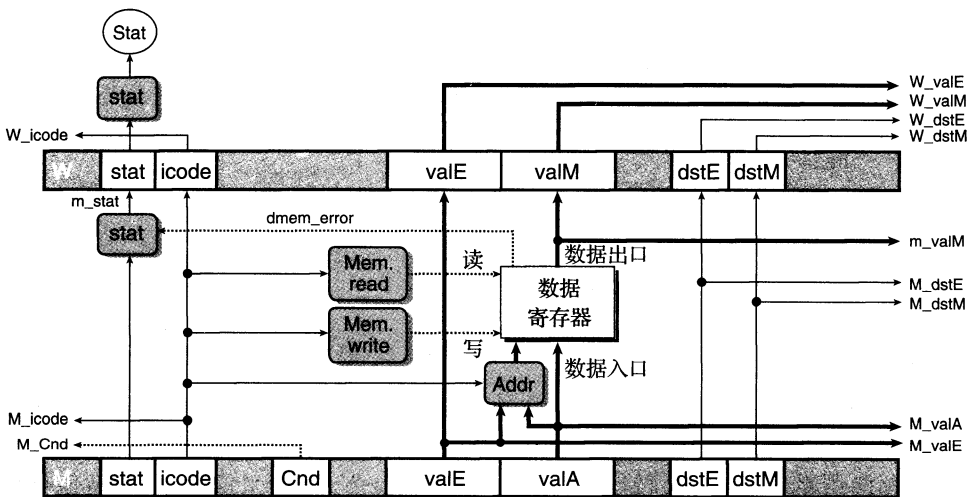 Stat
stat
W_valE
W_valM
W_dstE
W_dstM
W_icode
W stat icode valE valM dstE dstM
m_stat
stat
dmem_error
m_valM
数据出口
Mem.
read
读
数据
寄存器
M_dstE
M_dstM
Mem.
write
写
数据入口
Addr
M_icode
M_Cnd
M_valA
M_valE
M stat icode Cnd valE valA dstE dstM